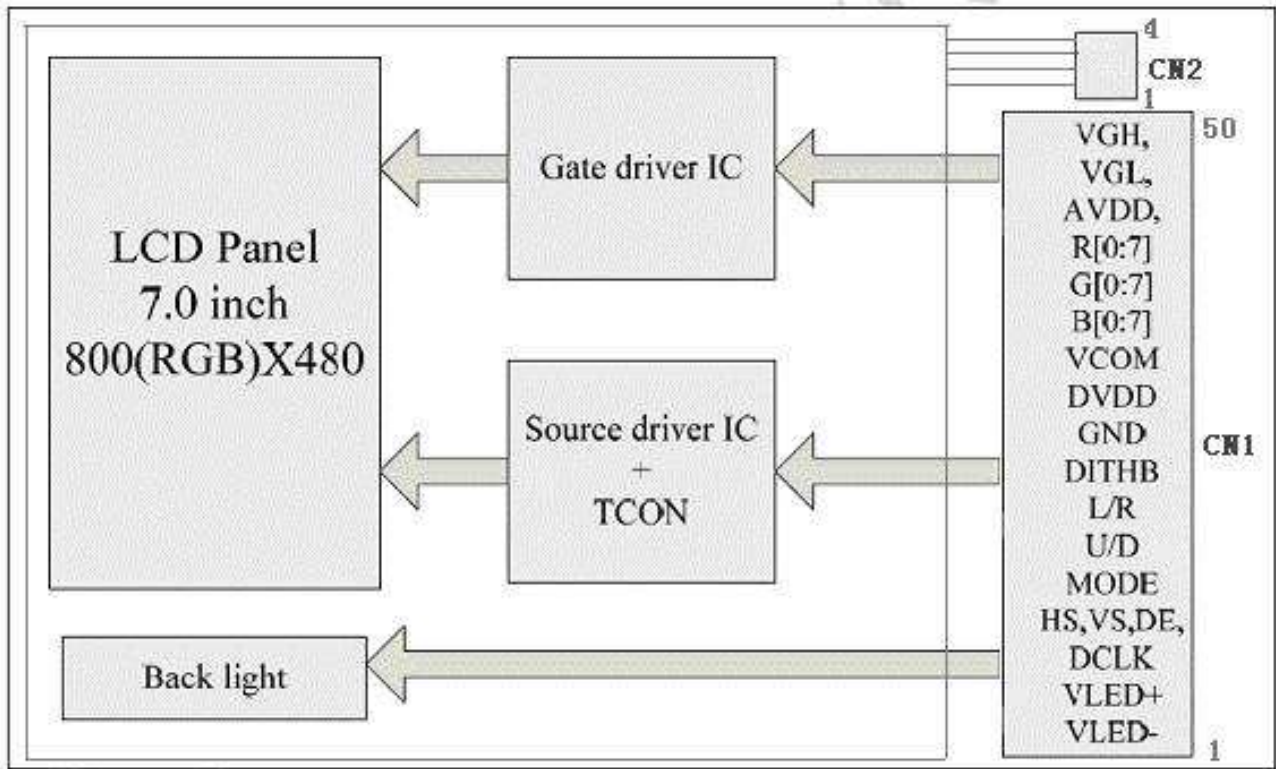 LCD Panel
7.0 inch
800(RGB)X480
Gate driver IC
Source driver IC
+
TCON
Back light
4
CN2
1
50
VGH,
VGL,
AVDD,
R[0:7]
G[0:7]
B[0:7]
VCOM
DVDD
GND
DITHB
L/R
U/D
MODE
HS,VS,DE,
DCLK
VLED+
VLED-
CN1
1